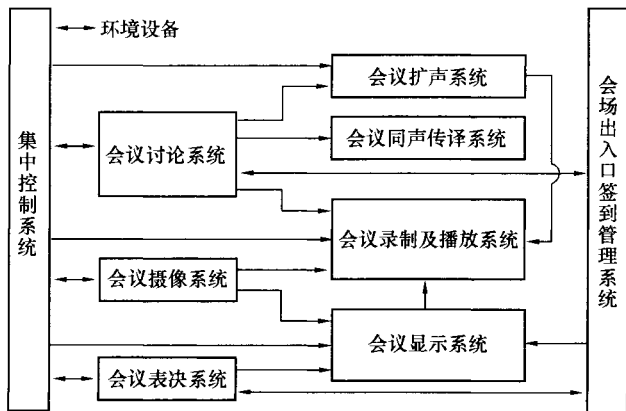 环境设备
会议扩声系统
集中控制系统
会议讨论系统
会议同声传译系统
会场出入口签到管理系统
会议录制及播放系统
会议摄像系统
会议显示系统
会议表决系统